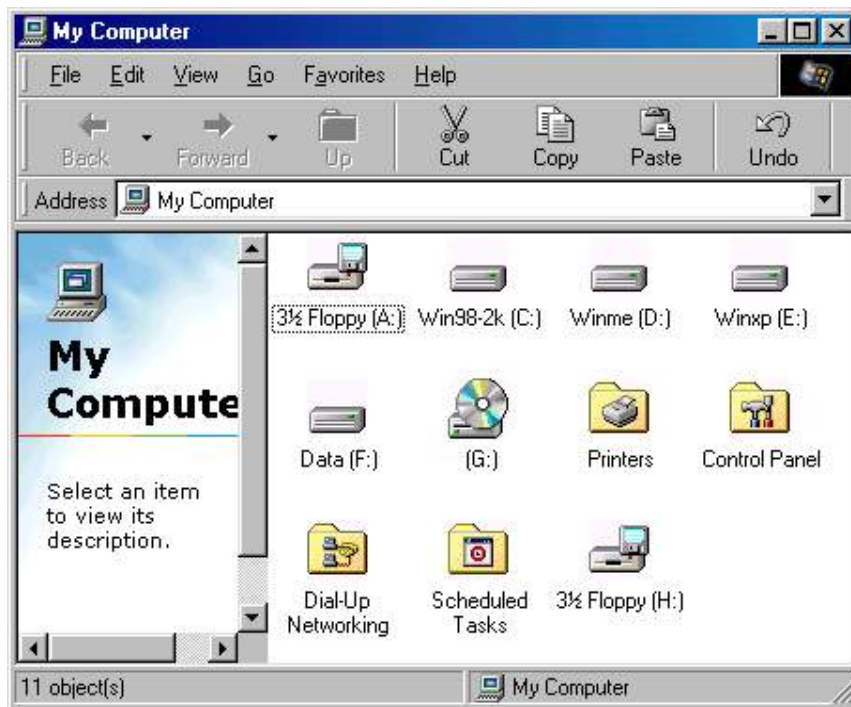 My Computer
File Edit View Go Favorites Help
Back Forward Up Cut Copy Paste Undo
Address My Computer
My
Compute
Select an item
to view its
description.
3½ Floppy (A:) Win98-2k (C:) Winme (D:) Winxp (E:)
Data (F:) (G:) Printers Control Panel
Dial-Up Scheduled 3½ Floppy (H:)
Networking Tasks
11 object(s) My Computer